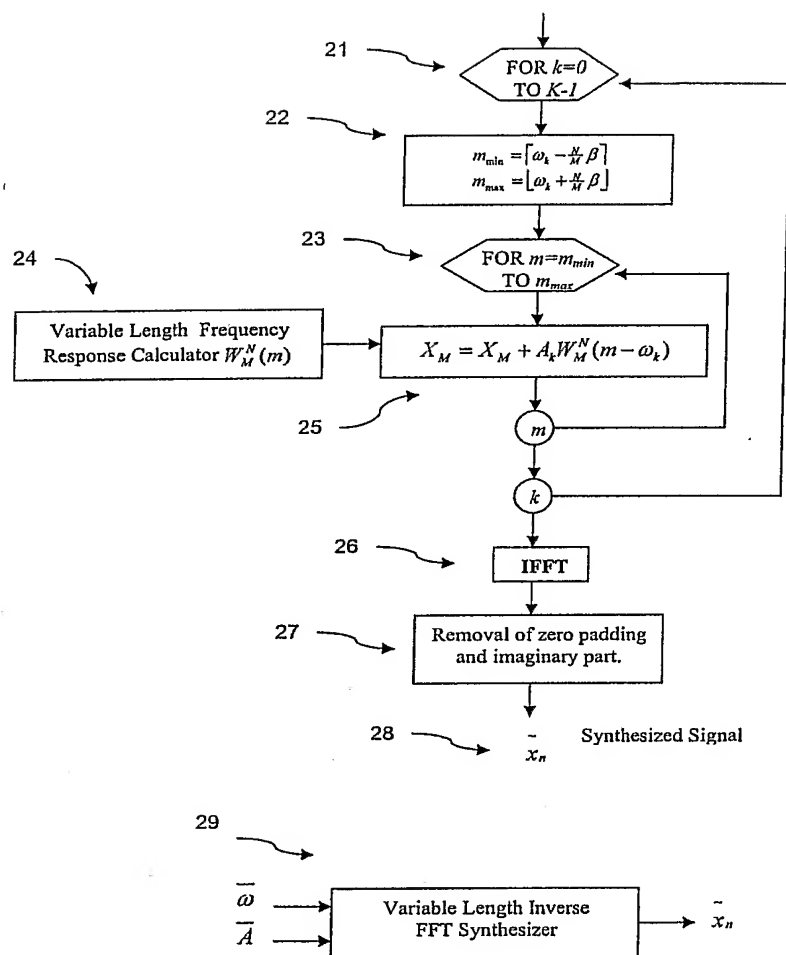 21
FOR k=0
TO K-1
22
m_min = ⌈ω_k − N/M β⌉
m_max = ⌊ω_k + N/M β⌋
23
FOR m=m_min
TO m_max
24
Variable Length Frequency
Response Calculator W_M^N(m)
X_M = X_M + A_k W_M^N(m − ω_k)
25
m
k
26
IFFT
27
Removal of zero padding
and imaginary part.
28
x̃_n Synthesized Signal
29
ω̅
A̅
Variable Length Inverse
FFT Synthesizer
x̃_n